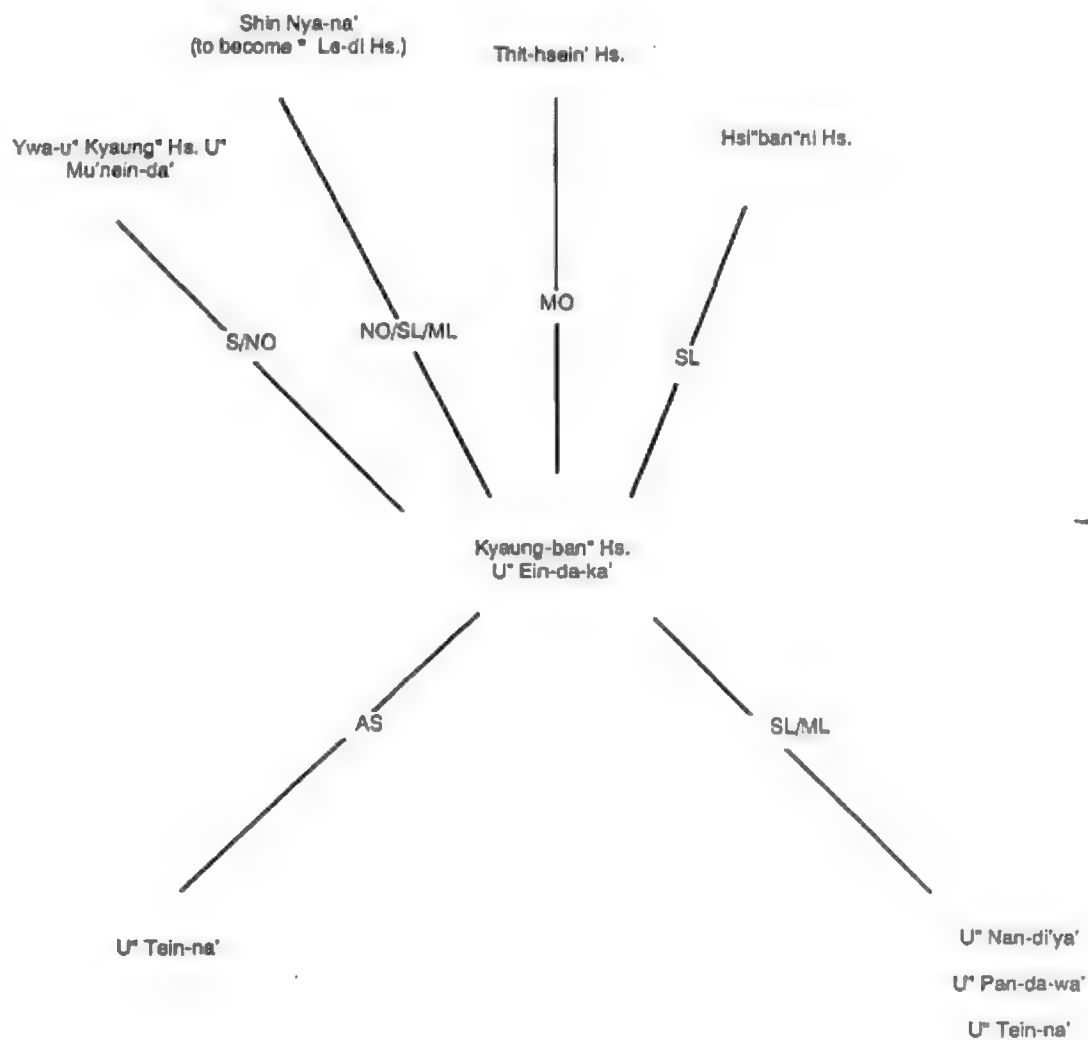 Shin Nya-na'
(to become " Le-di Hs.)
Thit-hsein' Hs.
Ywa-u" Kyaung" Hs. U"
Mu'nein-da'
Hsi"ban"ni Hs.
MO
S/NO
NO/SL/ML
SL
Kyaung-ban" Hs.
U" Ein-da-ka'
AS
SL/ML
U" Tein-na'
U" Nan-di'ya'
U" Pan-da-wa'
U" Tein-na'